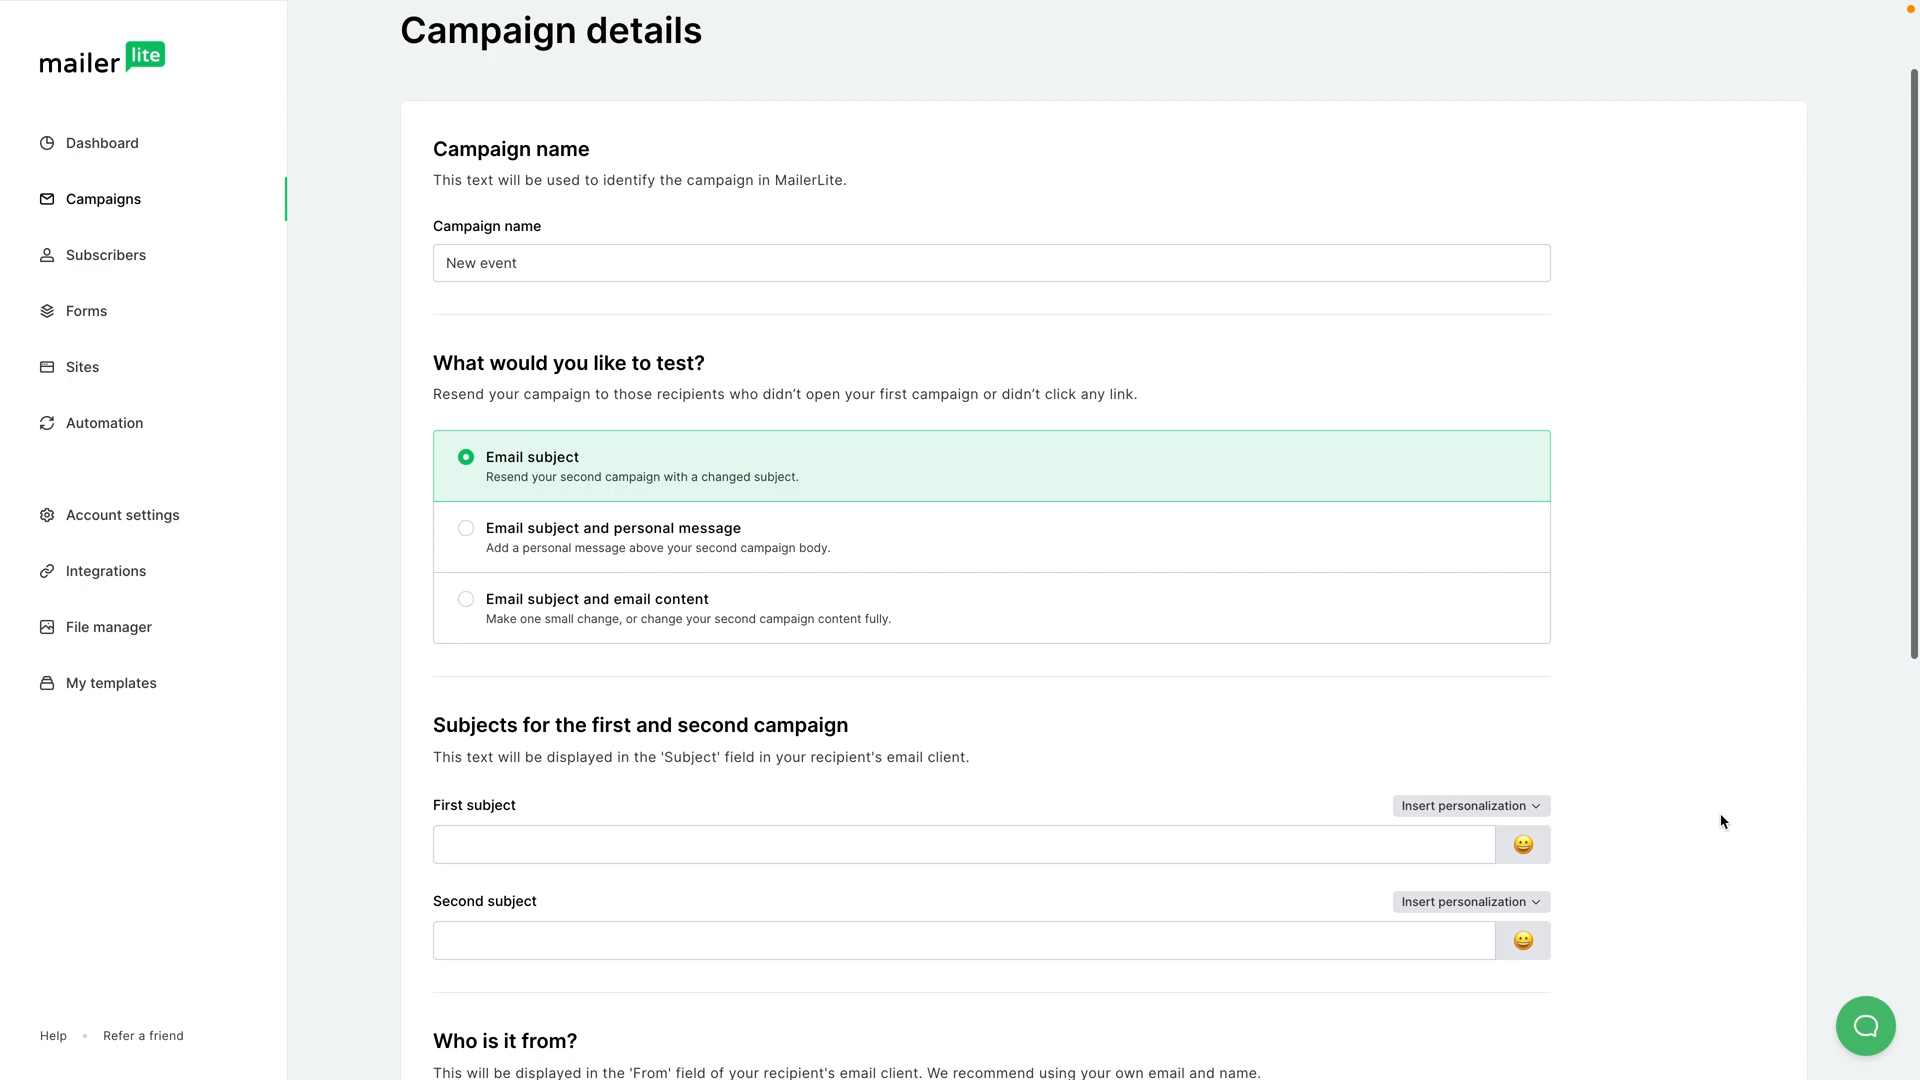 mailer lite
Dashboard
Campaigns
Subscribers
Forms
Sites
Automation
Account settings
Integrations
File manager
My templates
Help • Refer a friend
Campaign details
Campaign name
This text will be used to identify the campaign in MailerLite.
Campaign name
New event
What would you like to test?
Resend your campaign to those recipients who didn’t open your first campaign or didn’t click any link.
Email subject
Resend your second campaign with a changed subject.
Email subject and personal message
Add a personal message above your second campaign body.
Email subject and email content
Make one small change, or change your second campaign content fully.
Subjects for the first and second campaign
This text will be displayed in the 'Subject' field in your recipient's email client.
First subject
Insert personalization
Second subject
Insert personalization
Who is it from?
This will be displayed in the 'From' field of your recipient's email client. We recommend using your own email and name.